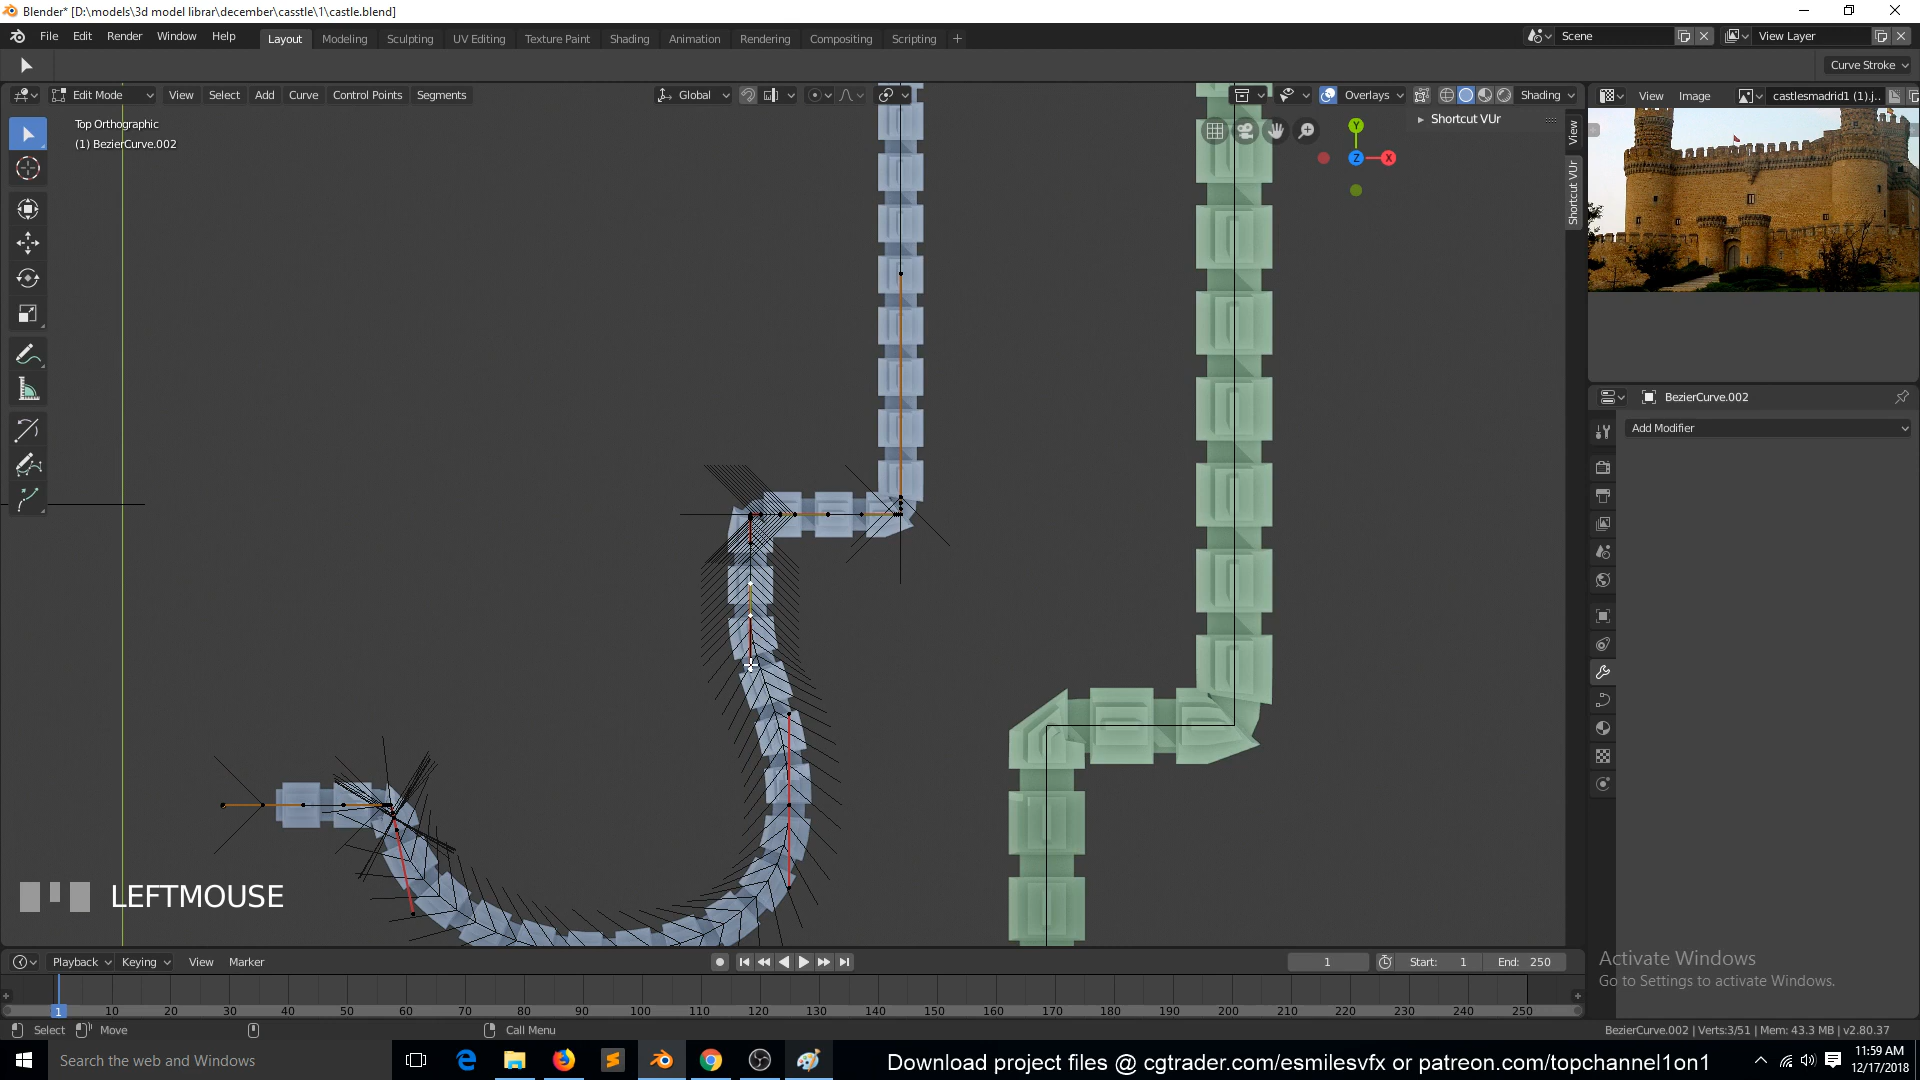 Blender* [D:\models\3d model librar\december\casstle\1\castle.blend]
File Edit Render Window Help
Layout Modeling Sculpting UV Editing Texture Paint Shading Animation Rendering Compositing Scripting +
Scene
View Layer
Curve Stroke
Edit Mode View Select Add Curve Control Points Segments
Global
Overlays
Shading
View Image castlesmadrid1 (1).j..
Top Orthographic
(1) BezierCurve.002
Shortcut VUr
View
Shortcut VUr
Y
Z
X
BezierCurve.002
Add Modifier
LEFTMOUSE
Playback Keying View Marker
1
Start: 1
End: 250
1 10 20 30 40 50 60 70 80 90 100 110 120 130 140 150 160 170 180 190 200 210 220 230 240 250
Activate Windows
Go to Settings to activate Windows.
Select Move Call Menu
BezierCurve.002 | Verts:3/51 | Mem: 43.3 MB | v2.80.37
Search the web and Windows
Download project files @ cgtrader.com/esmilesvfx or patreon.com/topchannel1on1
11:59 AM
12/17/2018